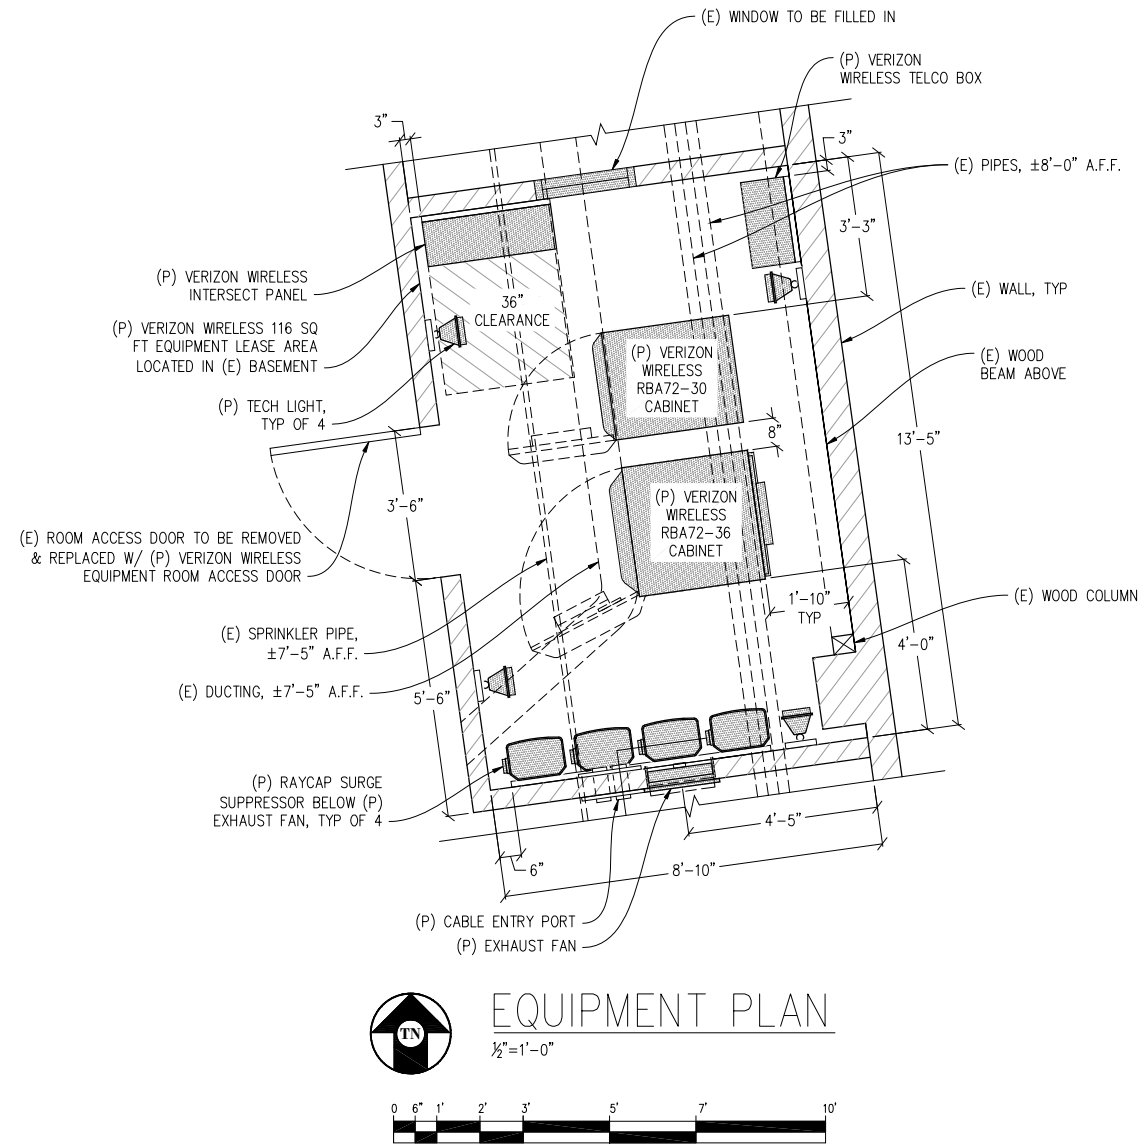 (E) WINDOW TO BE FILLED IN
(P) VERIZON
WIRELESS TELCO BOX
3"
3"
(E) PIPES, ±8'-0" A.F.F.
3'-3"
(P) VERIZON WIRELESS
INTERSECT PANEL
36"
CLEARANCE
(E) WALL, TYP
(P) VERIZON WIRELESS 116 SQ
FT EQUIPMENT LEASE AREA
LOCATED IN (E) BASEMENT
(P) VERIZON
WIRELESS
RBA72-30
CABINET
(E) WOOD
BEAM ABOVE
(P) TECH LIGHT,
TYP OF 4
8"
13'-5"
3'-6"
(P) VERIZON
WIRELESS
RBA72-36
CABINET
(E) ROOM ACCESS DOOR TO BE REMOVED
& REPLACED W/ (P) VERIZON WIRELESS
EQUIPMENT ROOM ACCESS DOOR
1'-10"
TYP
(E) WOOD COLUMN
(E) SPRINKLER PIPE,
±7'-5" A.F.F.
4'-0"
(E) DUCTING, ±7'-5" A.F.F.
5'-6"
(P) RAYCAP SURGE
SUPPRESSOR BELOW (P)
EXHAUST FAN, TYP OF 4
4'-5"
6"
8'-10"
(P) CABLE ENTRY PORT
(P) EXHAUST FAN
TN
EQUIPMENT PLAN
½"=1'-0"
0 6" 1' 2' 3' 5' 7' 10'